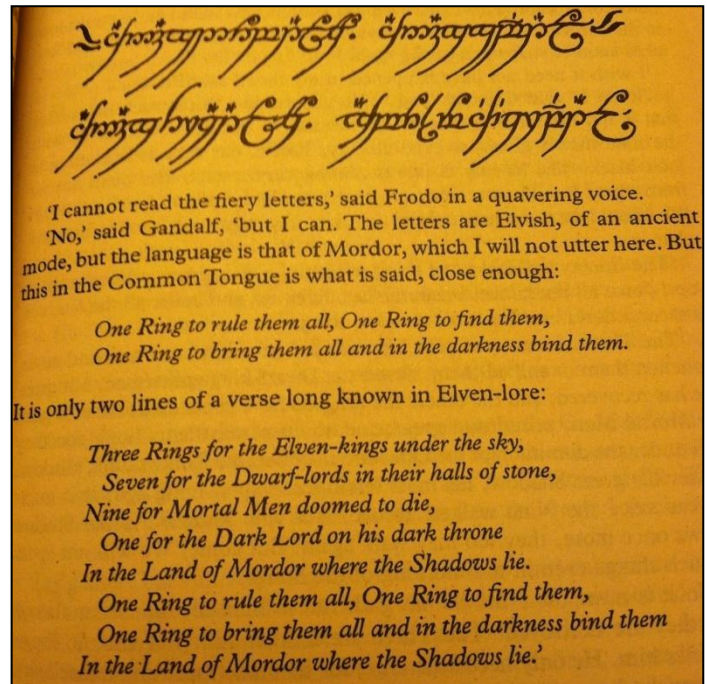 ‘I cannot read the fiery letters,’ said Frodo in a quavering voice.
‘No,’ said Gandalf, ‘but I can. The letters are Elvish, of an ancient
mode, but the language is that of Mordor, which I will not utter here. But
this in the Common Tongue is what is said, close enough:
One Ring to rule them all, One Ring to find them,
One Ring to bring them all and in the darkness bind them.
It is only two lines of a verse long known in Elven-lore:
Three Rings for the Elven-kings under the sky,
Seven for the Dwarf-lords in their halls of stone,
Nine for Mortal Men doomed to die,
One for the Dark Lord on his dark throne
In the Land of Mordor where the Shadows lie.
One Ring to rule them all, One Ring to find them,
One Ring to bring them all and in the darkness bind them
In the Land of Mordor where the Shadows lie.’